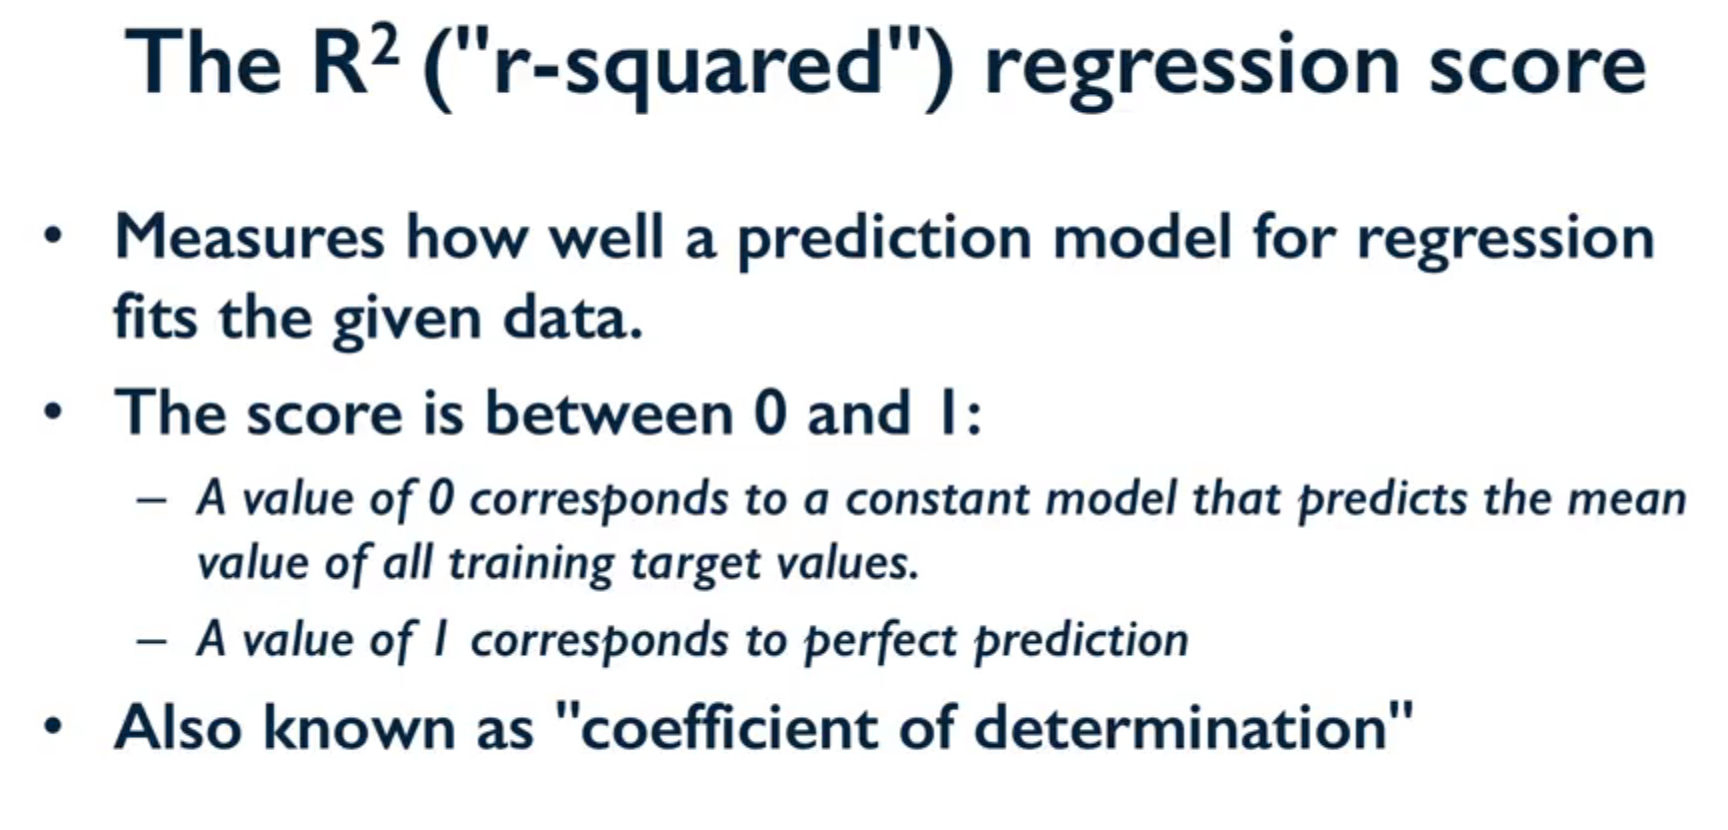 The R² ("r-squared") regression score
• Measures how well a prediction model for regression
fits the given data.
• The score is between 0 and 1:
– A value of 0 corresponds to a constant model that predicts the mean
value of all training target values.
– A value of 1 corresponds to perfect prediction
• Also known as "coefficient of determination"